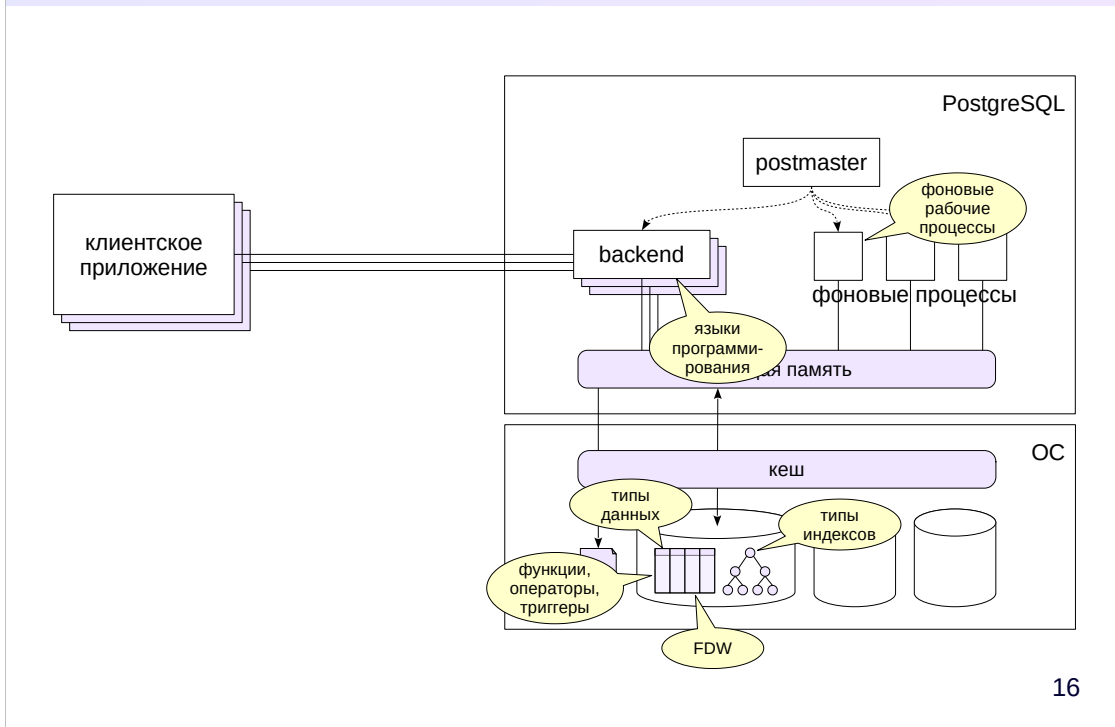 PostgreSQL
postmaster
фоновые
рабочие
процессы
клиентское
приложение
backend
фоновые процессы
языки
программи-
рования
память
ОС
кеш
типы
данных
типы
индексов
функции,
операторы,
триггеры
FDW
16